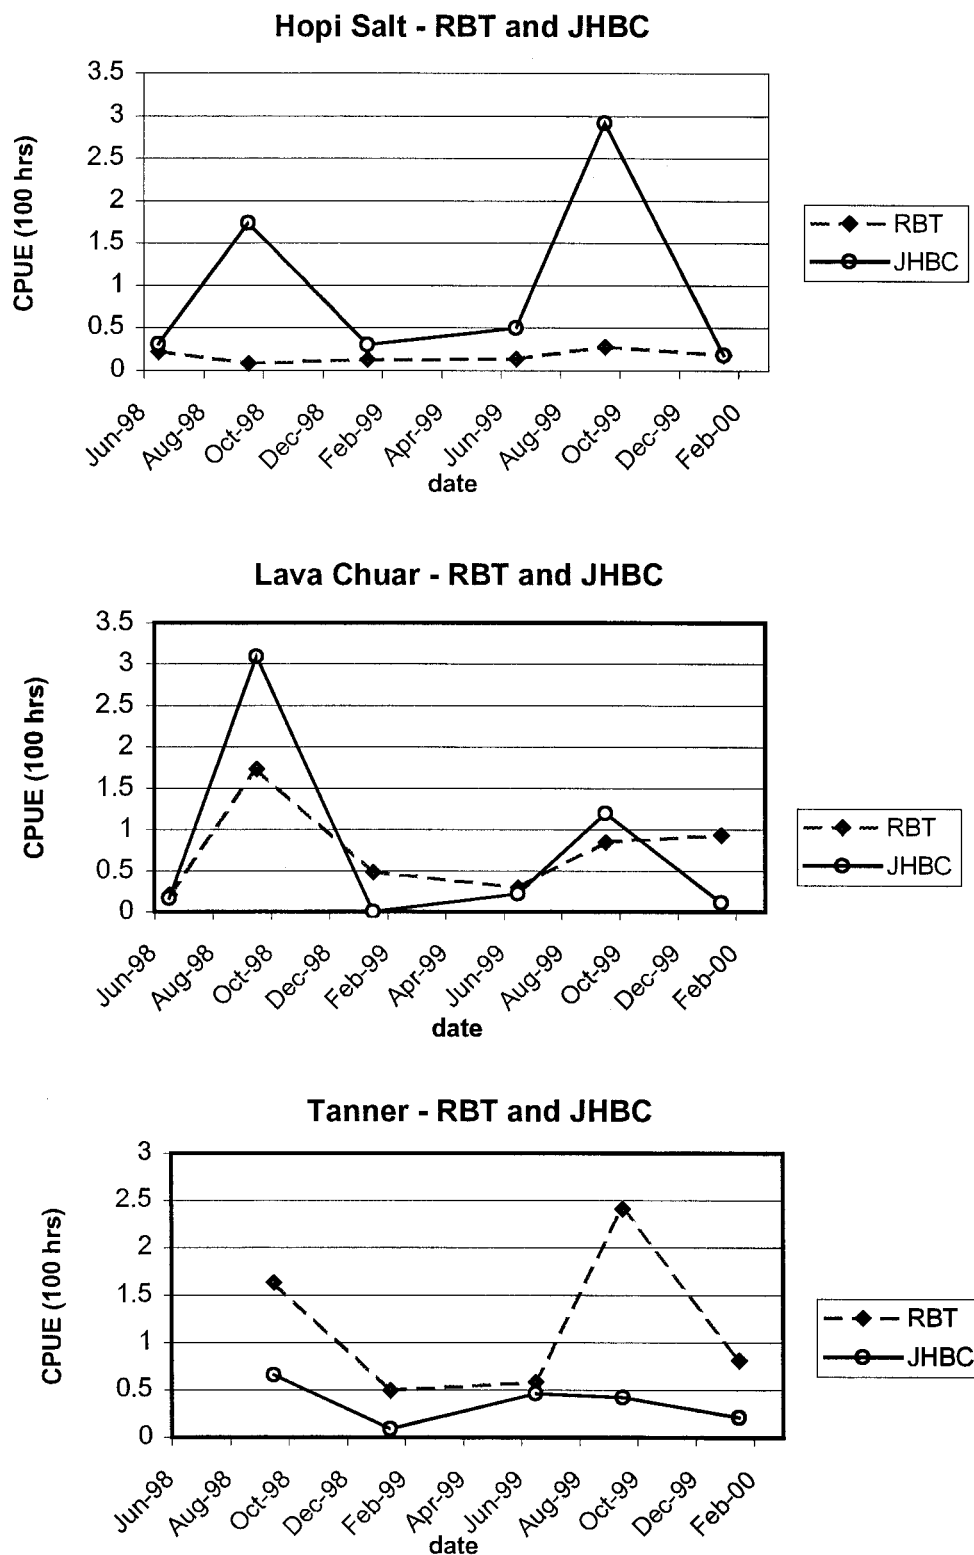 Hopi Salt - RBT and JHBC
3.5
3
2.5
2
1.5
1
0.5
0
CPUE (100 hrs)
Jun-98 Aug-98 Oct-98 Dec-98 Feb-99 Apr-99 Jun-99 Aug-99 Oct-99 Dec-99 Feb-00
date
RBT
JHBC
Lava Chuar - RBT and JHBC
3.5
3
2.5
2
1.5
1
0.5
0
CPUE (100 hrs)
Jun-98 Aug-98 Oct-98 Dec-98 Feb-99 Apr-99 Jun-99 Aug-99 Oct-99 Dec-99 Feb-00
date
RBT
JHBC
Tanner - RBT and JHBC
3
2.5
2
1.5
1
0.5
0
CPUE (100 hrs)
Jun-98 Aug-98 Oct-98 Dec-98 Feb-99 Apr-99 Jun-99 Aug-99 Oct-99 Dec-99 Feb-00
date
RBT
JHBC